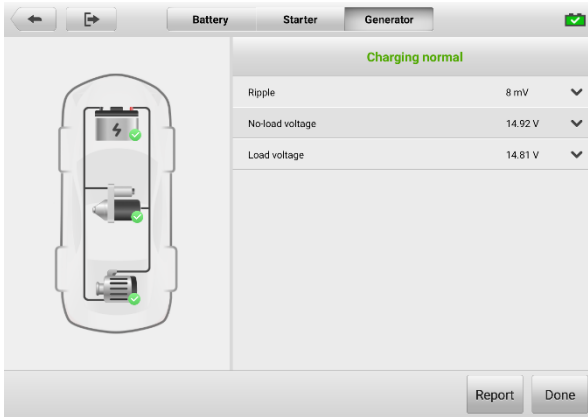 Battery Starter Generator
Charging normal
Ripple 8 mV
No-load voltage 14.92 V
Load voltage 14.81 V
Report Done